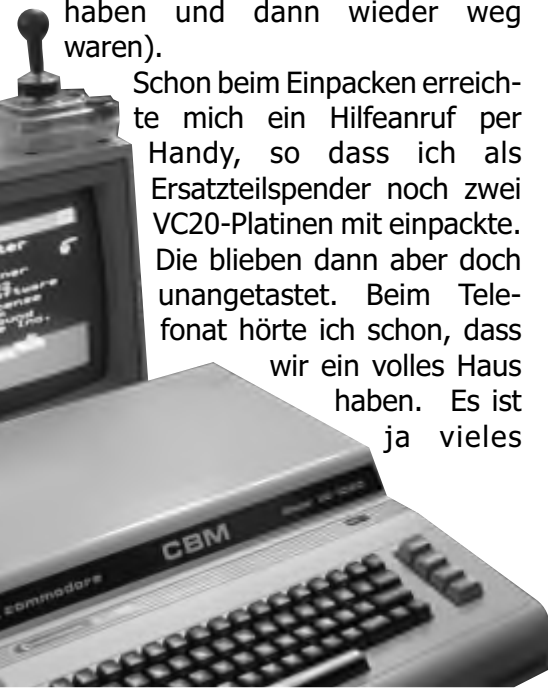 haben und dann wieder weg
waren).
Schon beim Einpacken erreich-
te mich ein Hilfeanruf per
Handy, so dass ich als
Ersatzteilspender noch zwei
VC20-Platinen mit einpackte.
Die blieben dann aber doch
unangetastet. Beim Tele-
fonat hörte ich schon, dass
wir ein volles Haus
haben. Es ist
ja vieles
CBM
commodore